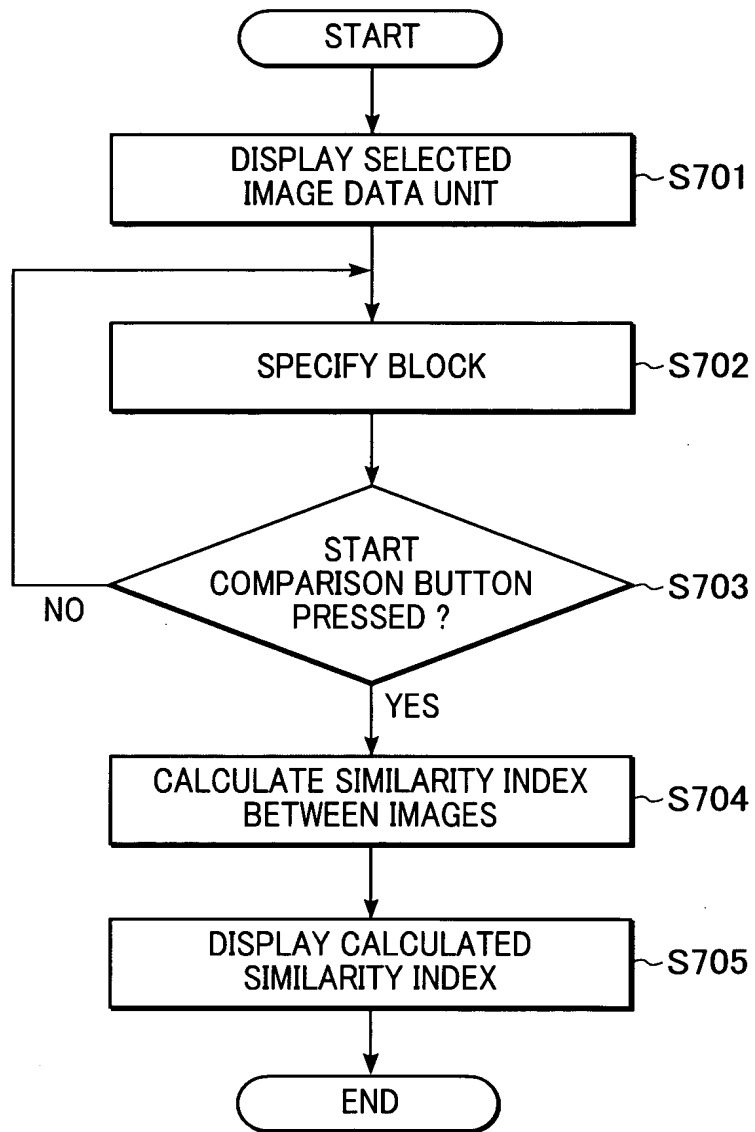 START
DISPLAY SELECTED
IMAGE DATA UNIT
S701
SPECIFY BLOCK
S702
START
COMPARISON BUTTON
PRESSED ?
S703
NO
YES
CALCULATE SIMILARITY INDEX
BETWEEN IMAGES
S704
DISPLAY CALCULATED
SIMILARITY INDEX
S705
END